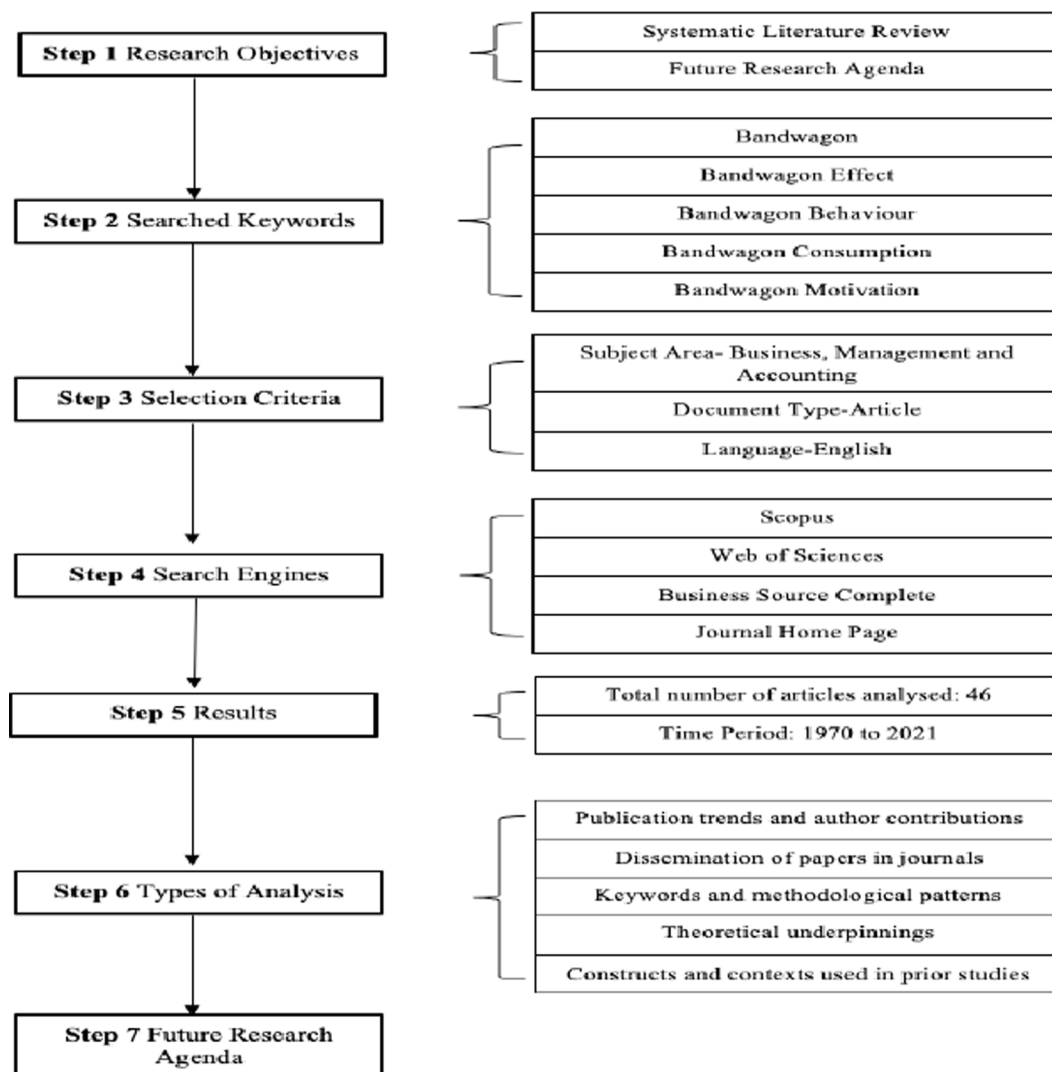 Step 1 Research Objectives
Systematic Literature Review
Future Research Agenda
Step 2 Searched Keywords
Bandwagon
Bandwagon Effect
Bandwagon Behaviour
Bandwagon Consumption
Bandwagon Motivation
Step 3 Selection Criteria
Subject Area- Business, Management and
Accounting
Document Type-Article
Language-English
Step 4 Search Engines
Scopus
Web of Sciences
Business Source Complete
Journal Home Page
Step 5 Results
Total number of articles analysed: 46
Time Period: 1970 to 2021
Step 6 Types of Analysis
Publication trends and author contributions
Dissemination of papers in journals
Keywords and methodological patterns
Theoretical underpinnings
Constructs and contexts used in prior studies
Step 7 Future Research
Agenda